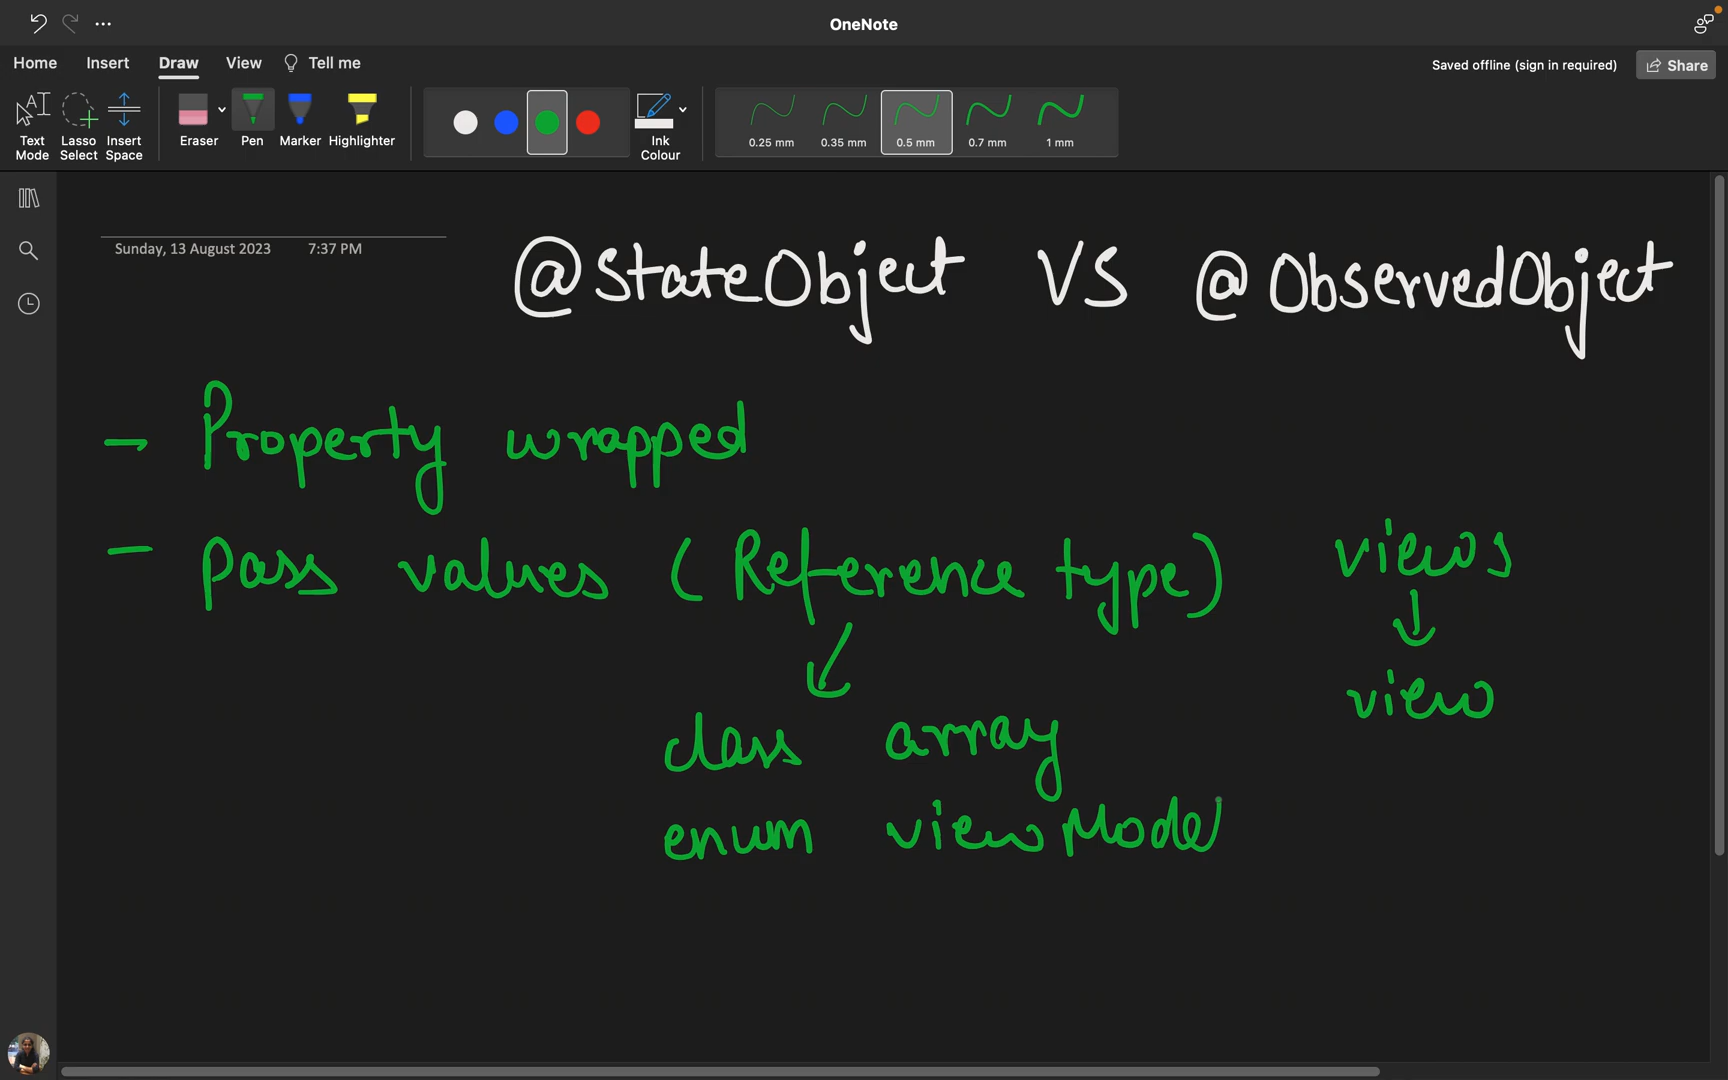 OneNote
Home Insert Draw View Tell me
Saved offline (sign in required) Share
Text Mode
Lasso Select
Insert Space
Eraser
Pen
Marker
Highlighter
Ink Colour
0.25 mm
0.35 mm
0.5 mm
0.7 mm
1 mm
Sunday, 13 August 2023 7:37 PM
@StateObject VS @ObservedObject
- Property wrapped
- pass values (Reference type) views
↓
view
class array
enum viewModel